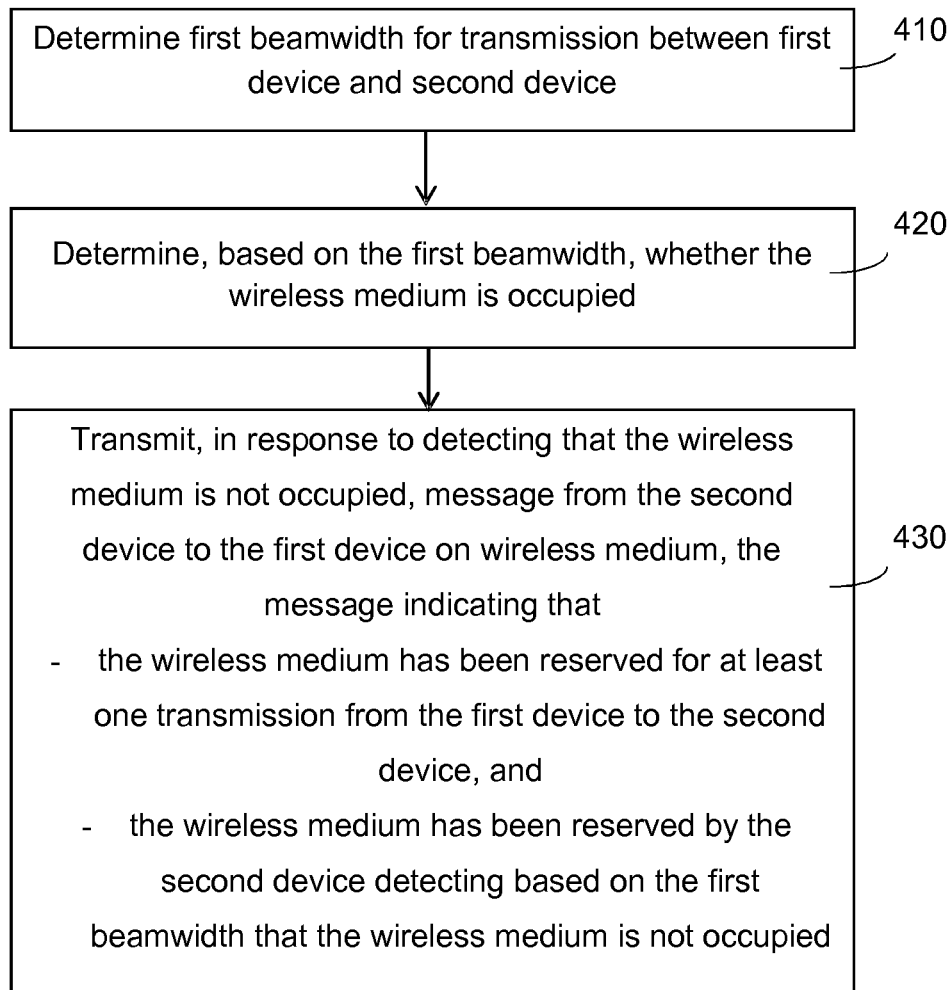 Determine first beamwidth for transmission between first
device and second device
410
Determine, based on the first beamwidth, whether the
wireless medium is occupied
420
Transmit, in response to detecting that the wireless
medium is not occupied, message from the second
device to the first device on wireless medium, the
message indicating that
- the wireless medium has been reserved for at least
one transmission from the first device to the second
device, and
- the wireless medium has been reserved by the
second device detecting based on the first
beamwidth that the wireless medium is not occupied
430